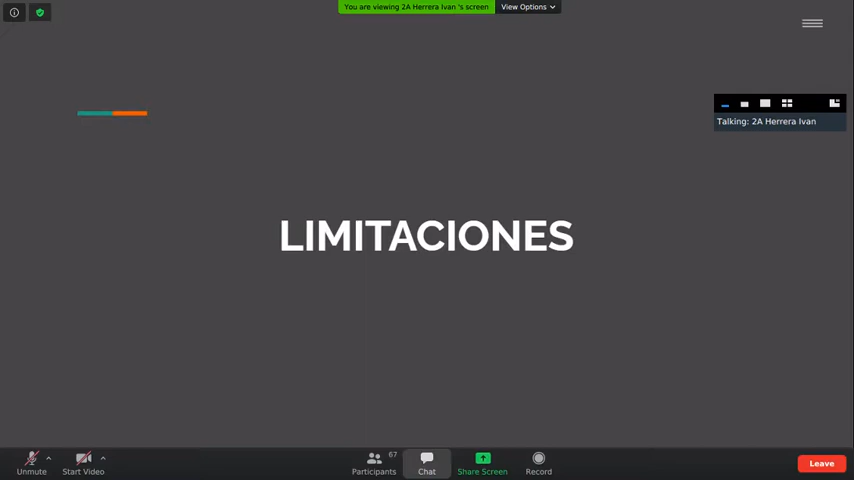 You are viewing 2A Herrera Ivan 's screen
View Options
Talking: 2A Herrera Ivan
LIMITACIONES
Unmute
Start Video
67
Participants
Chat
Share Screen
Record
Leave